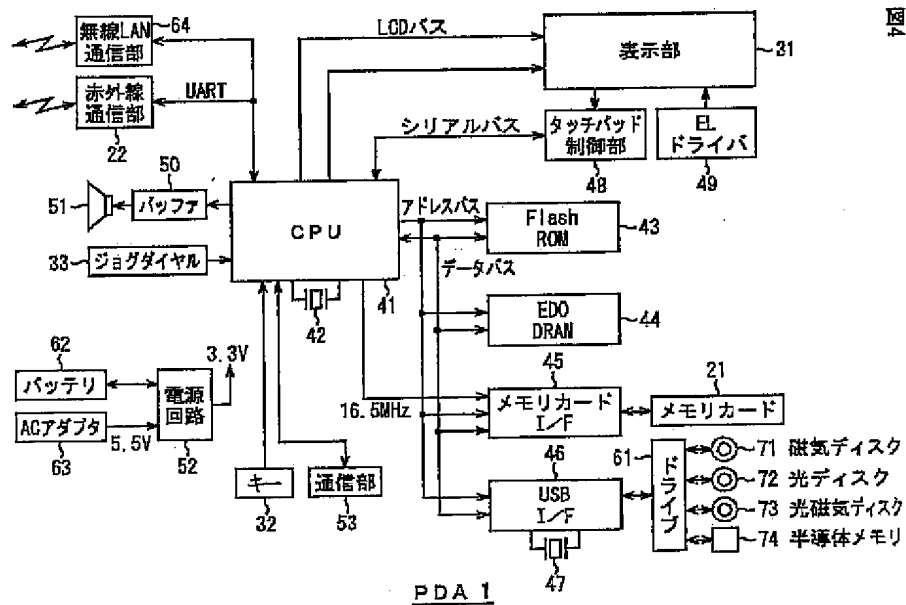 図4
無線LAN
通信部
64
LCDバス
表示部
31
赤外線
通信部
UART
22
シリアルバス
タッチパッド
制御部
48
EL
ドライバ
49
50
51
バッファ
CPU
アドレスバス
Flash
ROM
43
33
ジョグダイヤル
データバス
41
42
EDO
DRAN
44
62
3.3V
バッテリ
電源
回路
45
21
16.5MHz
メモリカード
I/F
メモリカード
ACアダプタ
5.5V
63
52
46
61
71 磁気ディスク
キー
32
通信部
53
USB
I/F
ドライブ
72 光ディスク
73 光磁気ディスク
74 半導体メモリ
47
PDA 1